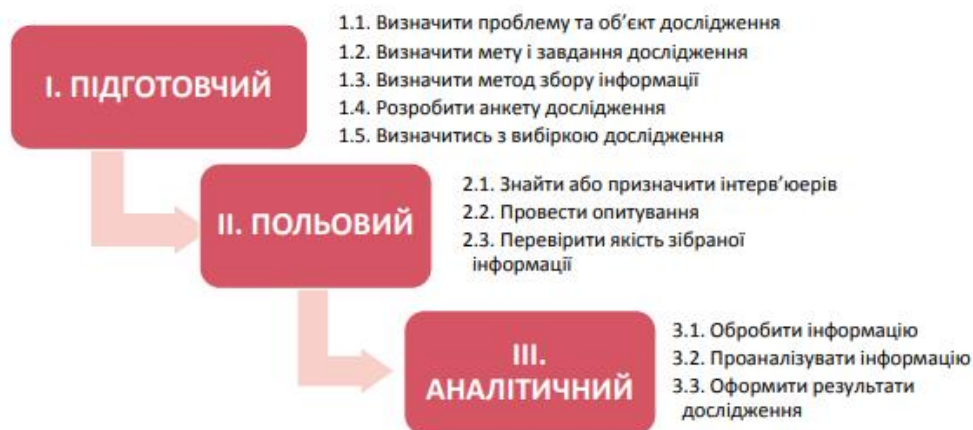 І. ПІДГОТОВЧИЙ
1.1. Визначити проблему та об’єкт дослідження
1.2. Визначити мету і завдання дослідження
1.3. Визначити метод збору інформації
1.4. Розробити анкету дослідження
1.5. Визначитись з вибіркою дослідження
ІІ. ПОЛЬОВИЙ
2.1. Знайти або призначити інтерв’юерів
2.2. Провести опитування
2.3. Перевірити якість зібраної
інформації
ІІІ.
АНАЛІТИЧНИЙ
3.1. Обробити інформацію
3.2. Проаналізувати інформацію
3.3. Оформити результати
дослідження